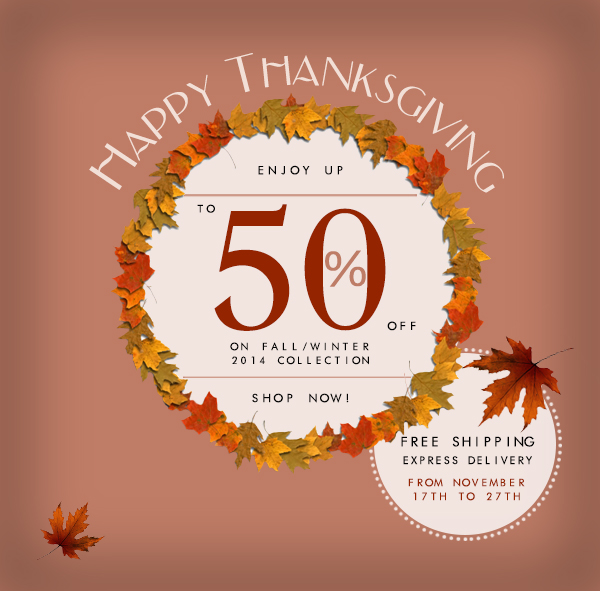 HAPPY THANKSGIVING
ENJOY UP
TO
50%
OFF
ON FALL/WINTER
2014 COLLECTION
SHOP NOW!
FREE SHIPPING
EXPRESS DELIVERY
FROM NOVEMBER
17TH TO 27TH